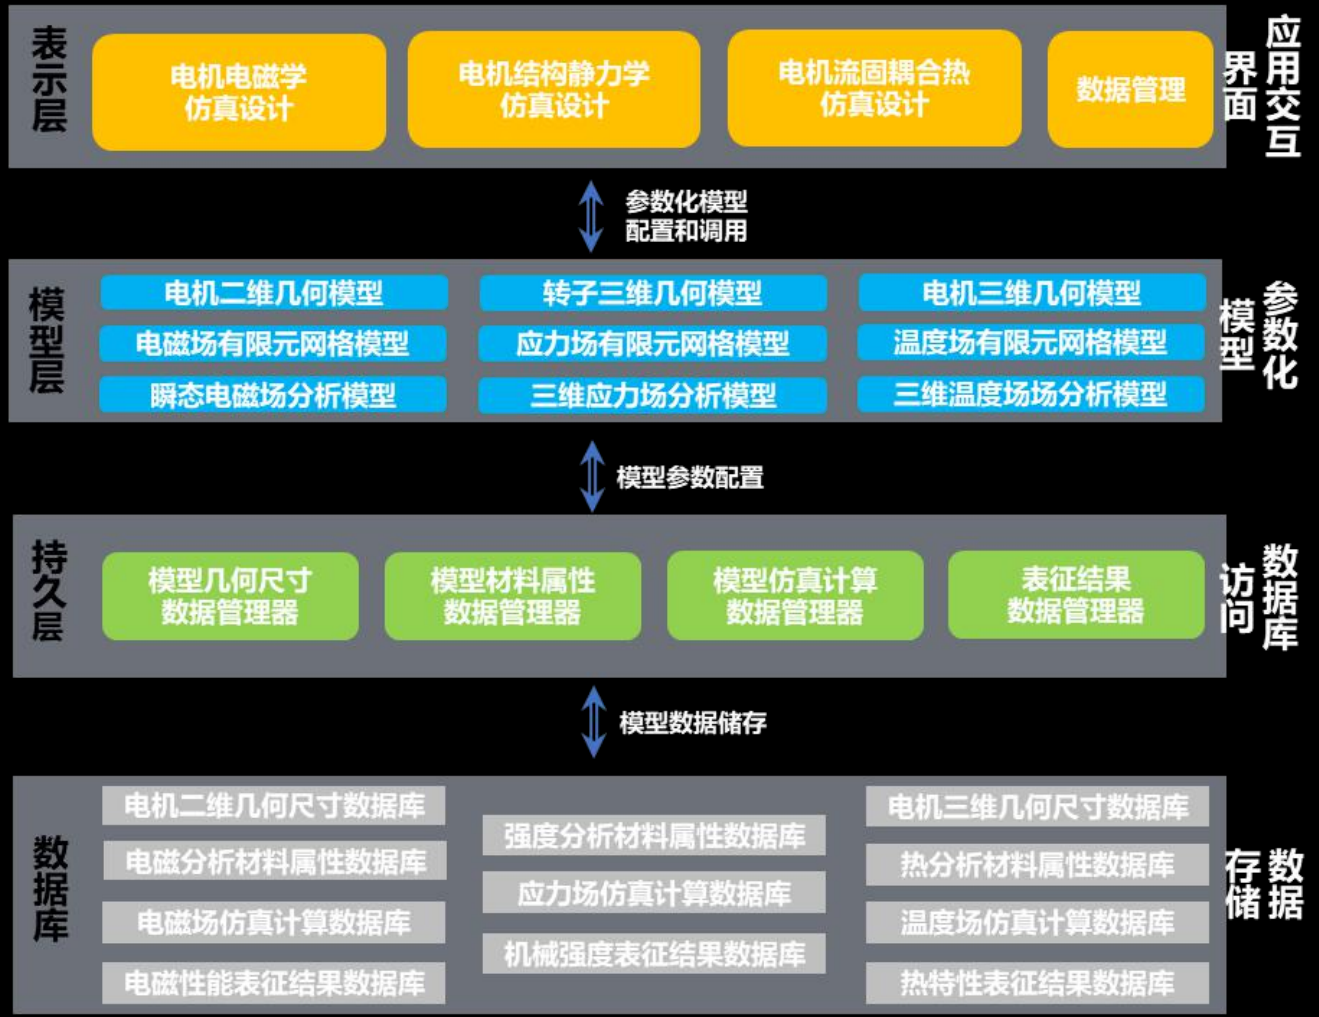 表示层
电机电磁学
仿真设计
电机结构静力学
仿真设计
电机流固耦合热
仿真设计
数据管理
应用交互
界面
参数化模型
配置和调用
模型层
电机二维几何模型
转子三维几何模型
电机三维几何模型
电磁场有限元网格模型
应力场有限元网格模型
温度场有限元网格模型
瞬态电磁场分析模型
三维应力场分析模型
三维温度场场分析模型
参数化
模型
模型参数配置
持久层
模型几何尺寸
数据管理器
模型材料属性
数据管理器
模型仿真计算
数据管理器
表征结果
数据管理器
数据库
访问
模型数据储存
数据库
电机二维几何尺寸数据库
电磁分析材料属性数据库
电磁场仿真计算数据库
电磁性能表征结果数据库
强度分析材料属性数据库
应力场仿真计算数据库
机械强度表征结果数据库
电机三维几何尺寸数据库
热分析材料属性数据库
温度场仿真计算数据库
热特性表征结果数据库
数据
存储